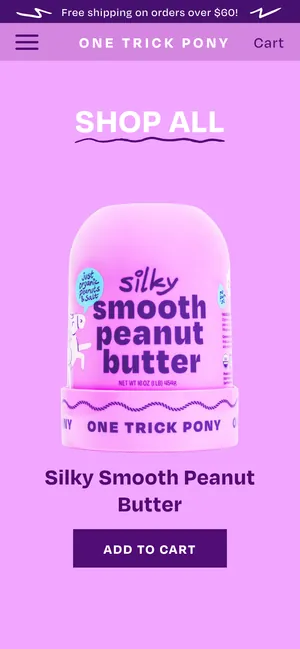 Free shipping on orders over $60!
ONE TRICK PONY
Cart
SHOP ALL
just
organic
peanuts
& salt
silky
smooth
peanut
butter
NET WT 16 OZ (1 LB) 454g
NY
ONE TRICK PONY
O
Silky Smooth Peanut
Butter
ADD TO CART